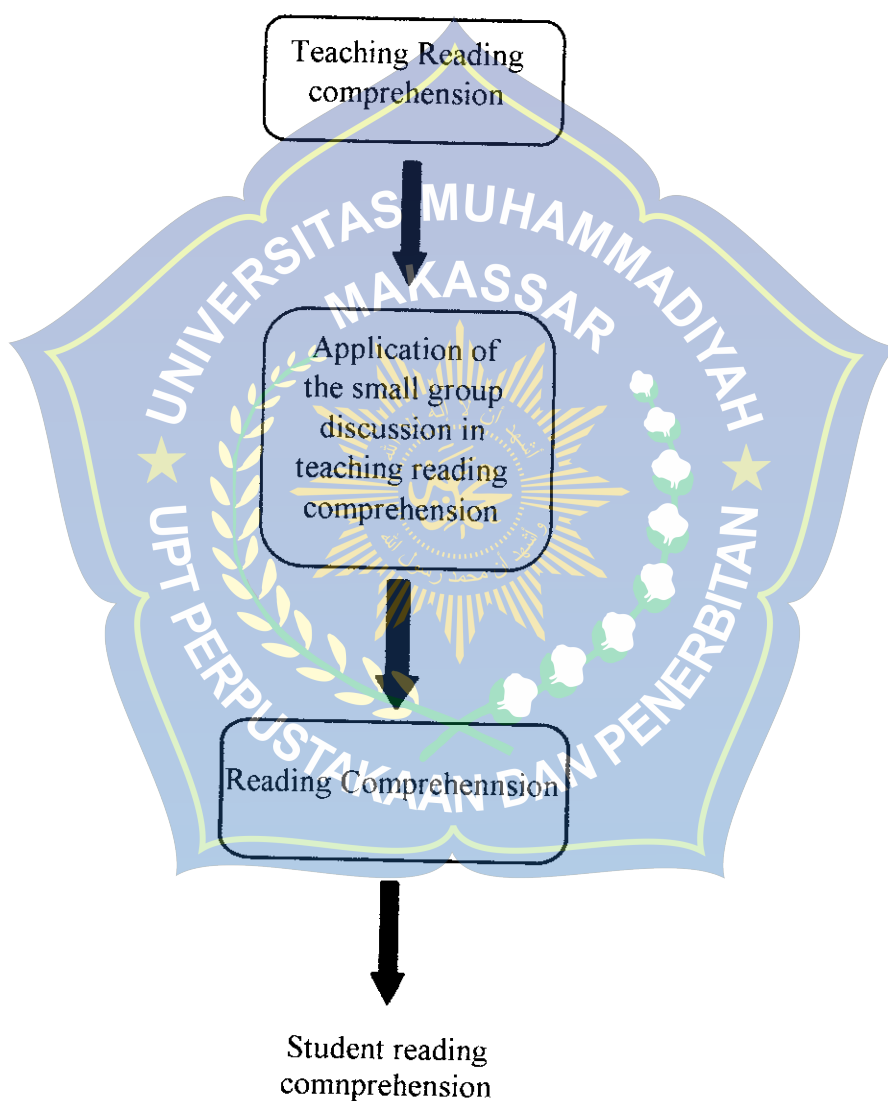 Teaching Reading
comprehension
UNIVERSITAS MUHAMMADIYAH
MAKASSAR
Application of
the small group
discussion in
teaching reading
comprehension
UPT PERPUSTAKAAN DAN PENERBITAN
Reading Comprehennsion
Student reading
comnprehension